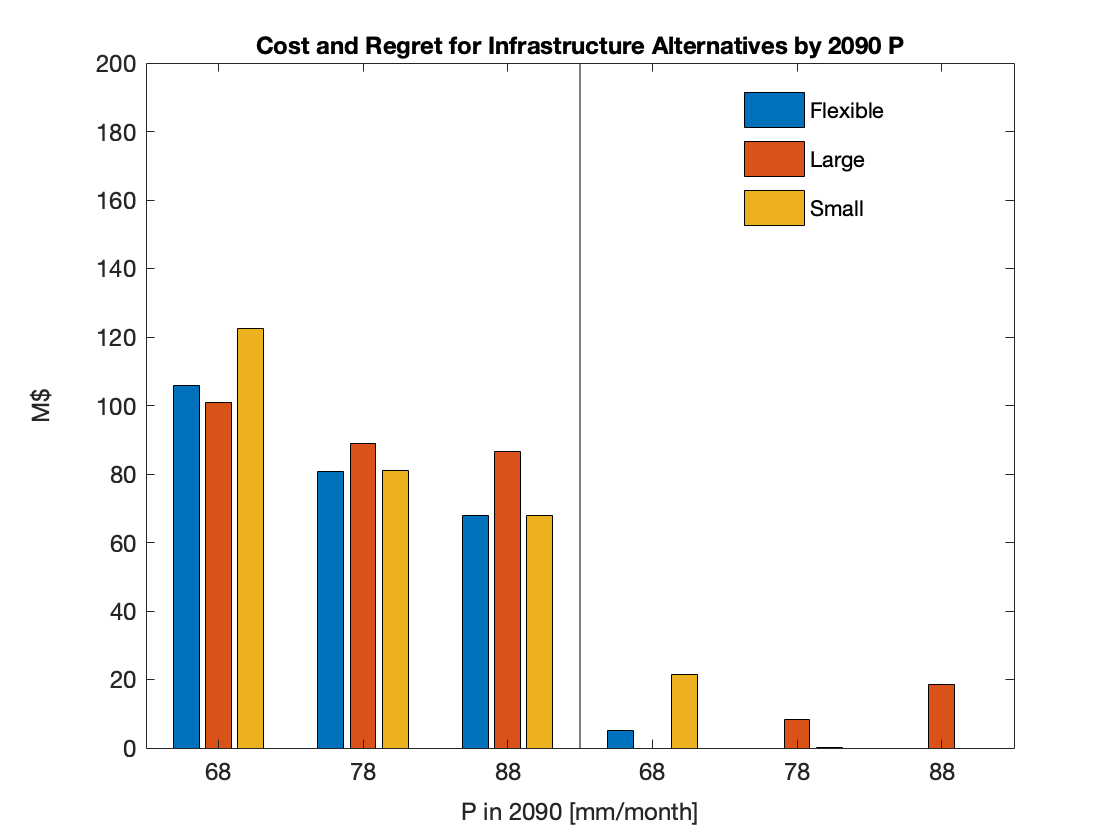 Cost and Regret for Infrastructure Alternatives by 2090 P
200
180
160
140
120
100
80
60
40
20
0
M$
Flexible
Large
Small
68 78 88 68 78 88
P in 2090 [mm/month]